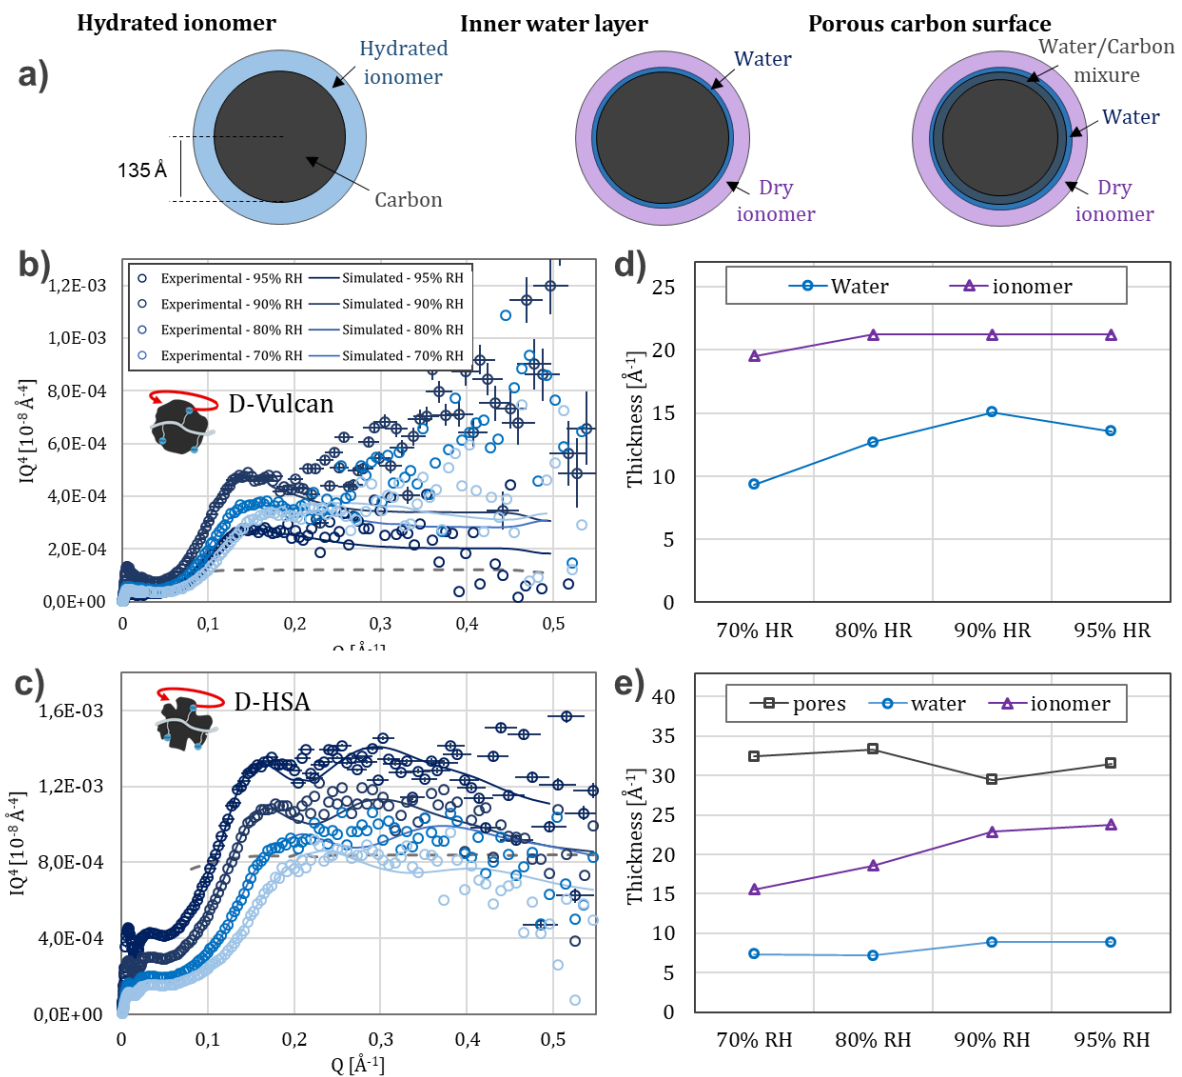 Hydrated ionomer
Inner water layer
Porous carbon surface
a)
Hydrated
ionomer
135 Å
Carbon
Water
Dry
ionomer
Water/Carbon
mixture
Water
Dry
ionomer
b)
IQ⁴ [10⁻⁸ Å⁻⁴]
1,2E-03
1,0E-03
8,0E-04
6,0E-04
4,0E-04
2,0E-04
0,0E+00
Experimental - 95% RH
Simulated - 95% RH
Experimental - 90% RH
Simulated - 90% RH
Experimental - 80% RH
Simulated - 80% RH
Experimental - 70% RH
Simulated - 70% RH
D-Vulcan
0
0,1
0,2
0,3
0,4
0,5
Q [Å⁻¹]
d)
Thickness [Å⁻¹]
25
20
15
10
5
0
Water
ionomer
70% HR
80% HR
90% HR
95% HR
c)
IQ⁴ [10⁻⁸ Å⁻⁴]
1,6E-03
1,2E-03
8,0E-04
4,0E-04
0,0E+00
D-HSA
0
0,1
0,2
0,3
0,4
0,5
Q [Å⁻¹]
e)
Thickness [Å⁻¹]
40
35
30
25
20
15
10
5
0
pores
water
ionomer
70% RH
80% RH
90% RH
95% RH